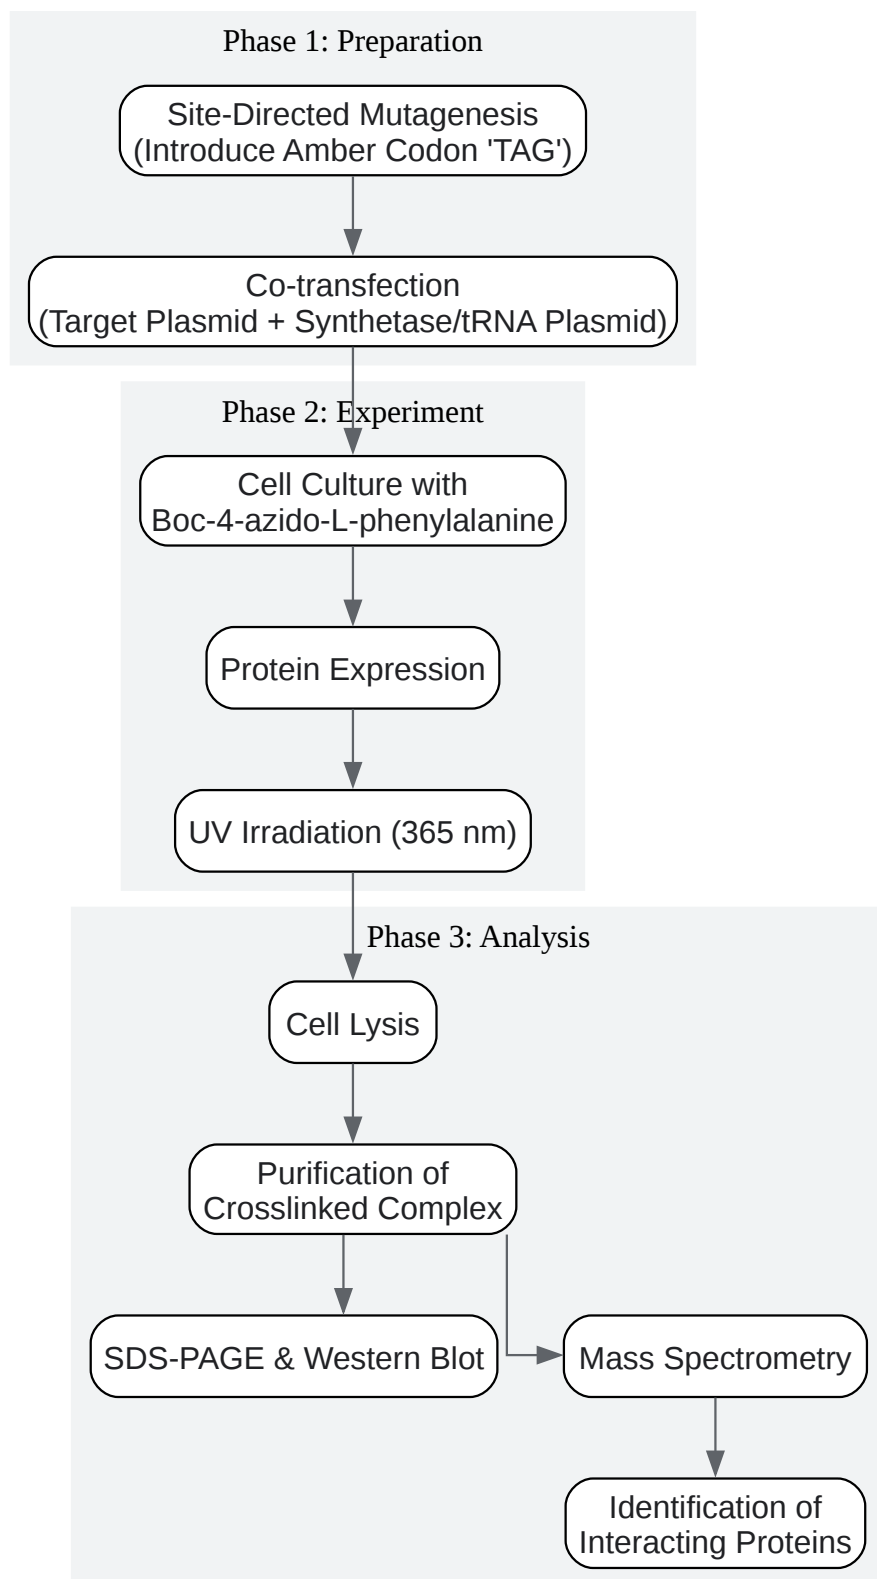 Phase 1: Preparation
Site-Directed Mutagenesis
(Introduce Amber Codon 'TAG')
Co-transfection
(Target Plasmid + Synthetase/tRNA Plasmid)
Phase 2: Experiment
Cell Culture with
Boc-4-azido-L-phenylalanine
Protein Expression
UV Irradiation (365 nm)
Phase 3: Analysis
Cell Lysis
Purification of
Crosslinked Complex
SDS-PAGE & Western Blot
Mass Spectrometry
Identification of
Interacting Proteins